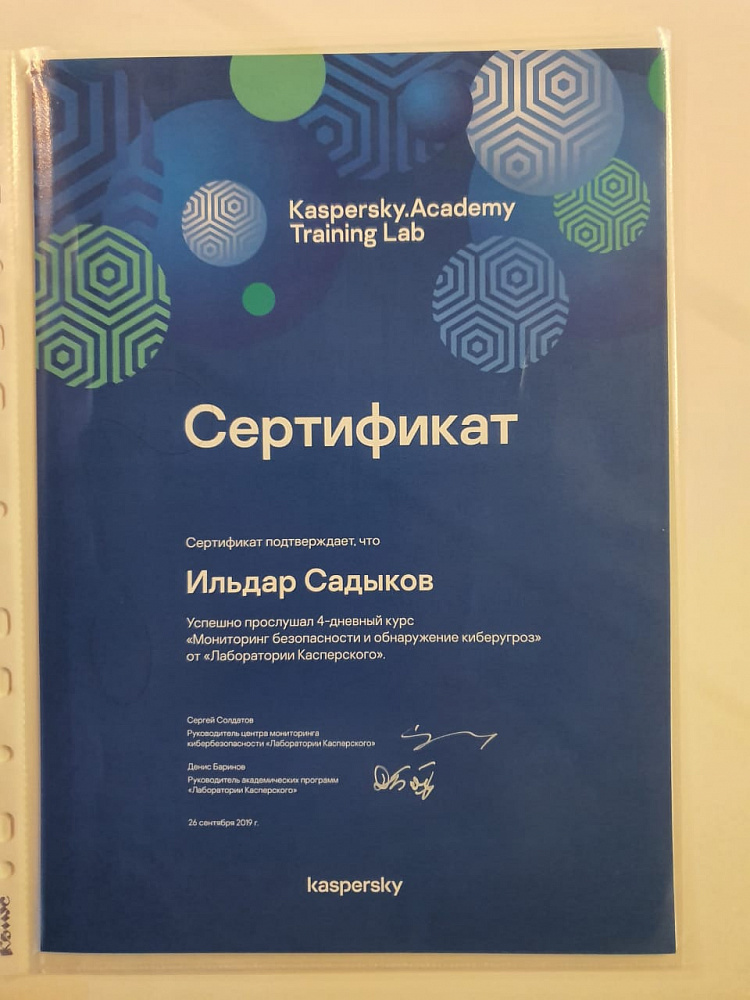 Kaspersky.Academy
Training Lab
Сертификат
Сертификат подтверждает, что
Ильдар Садыков
Успешно прослушал 4-дневный курс
«Мониторинг безопасности и обнаружение киберугроз»
от «Лаборатории Касперского».
Сергей Солдатов
Руководитель центра мониторинга
кибербезопасности «Лаборатории Касперского»
Денис Баринов
Руководитель академических программ
«Лаборатории Касперского»
26 сентября 2019 г.
kaspersky